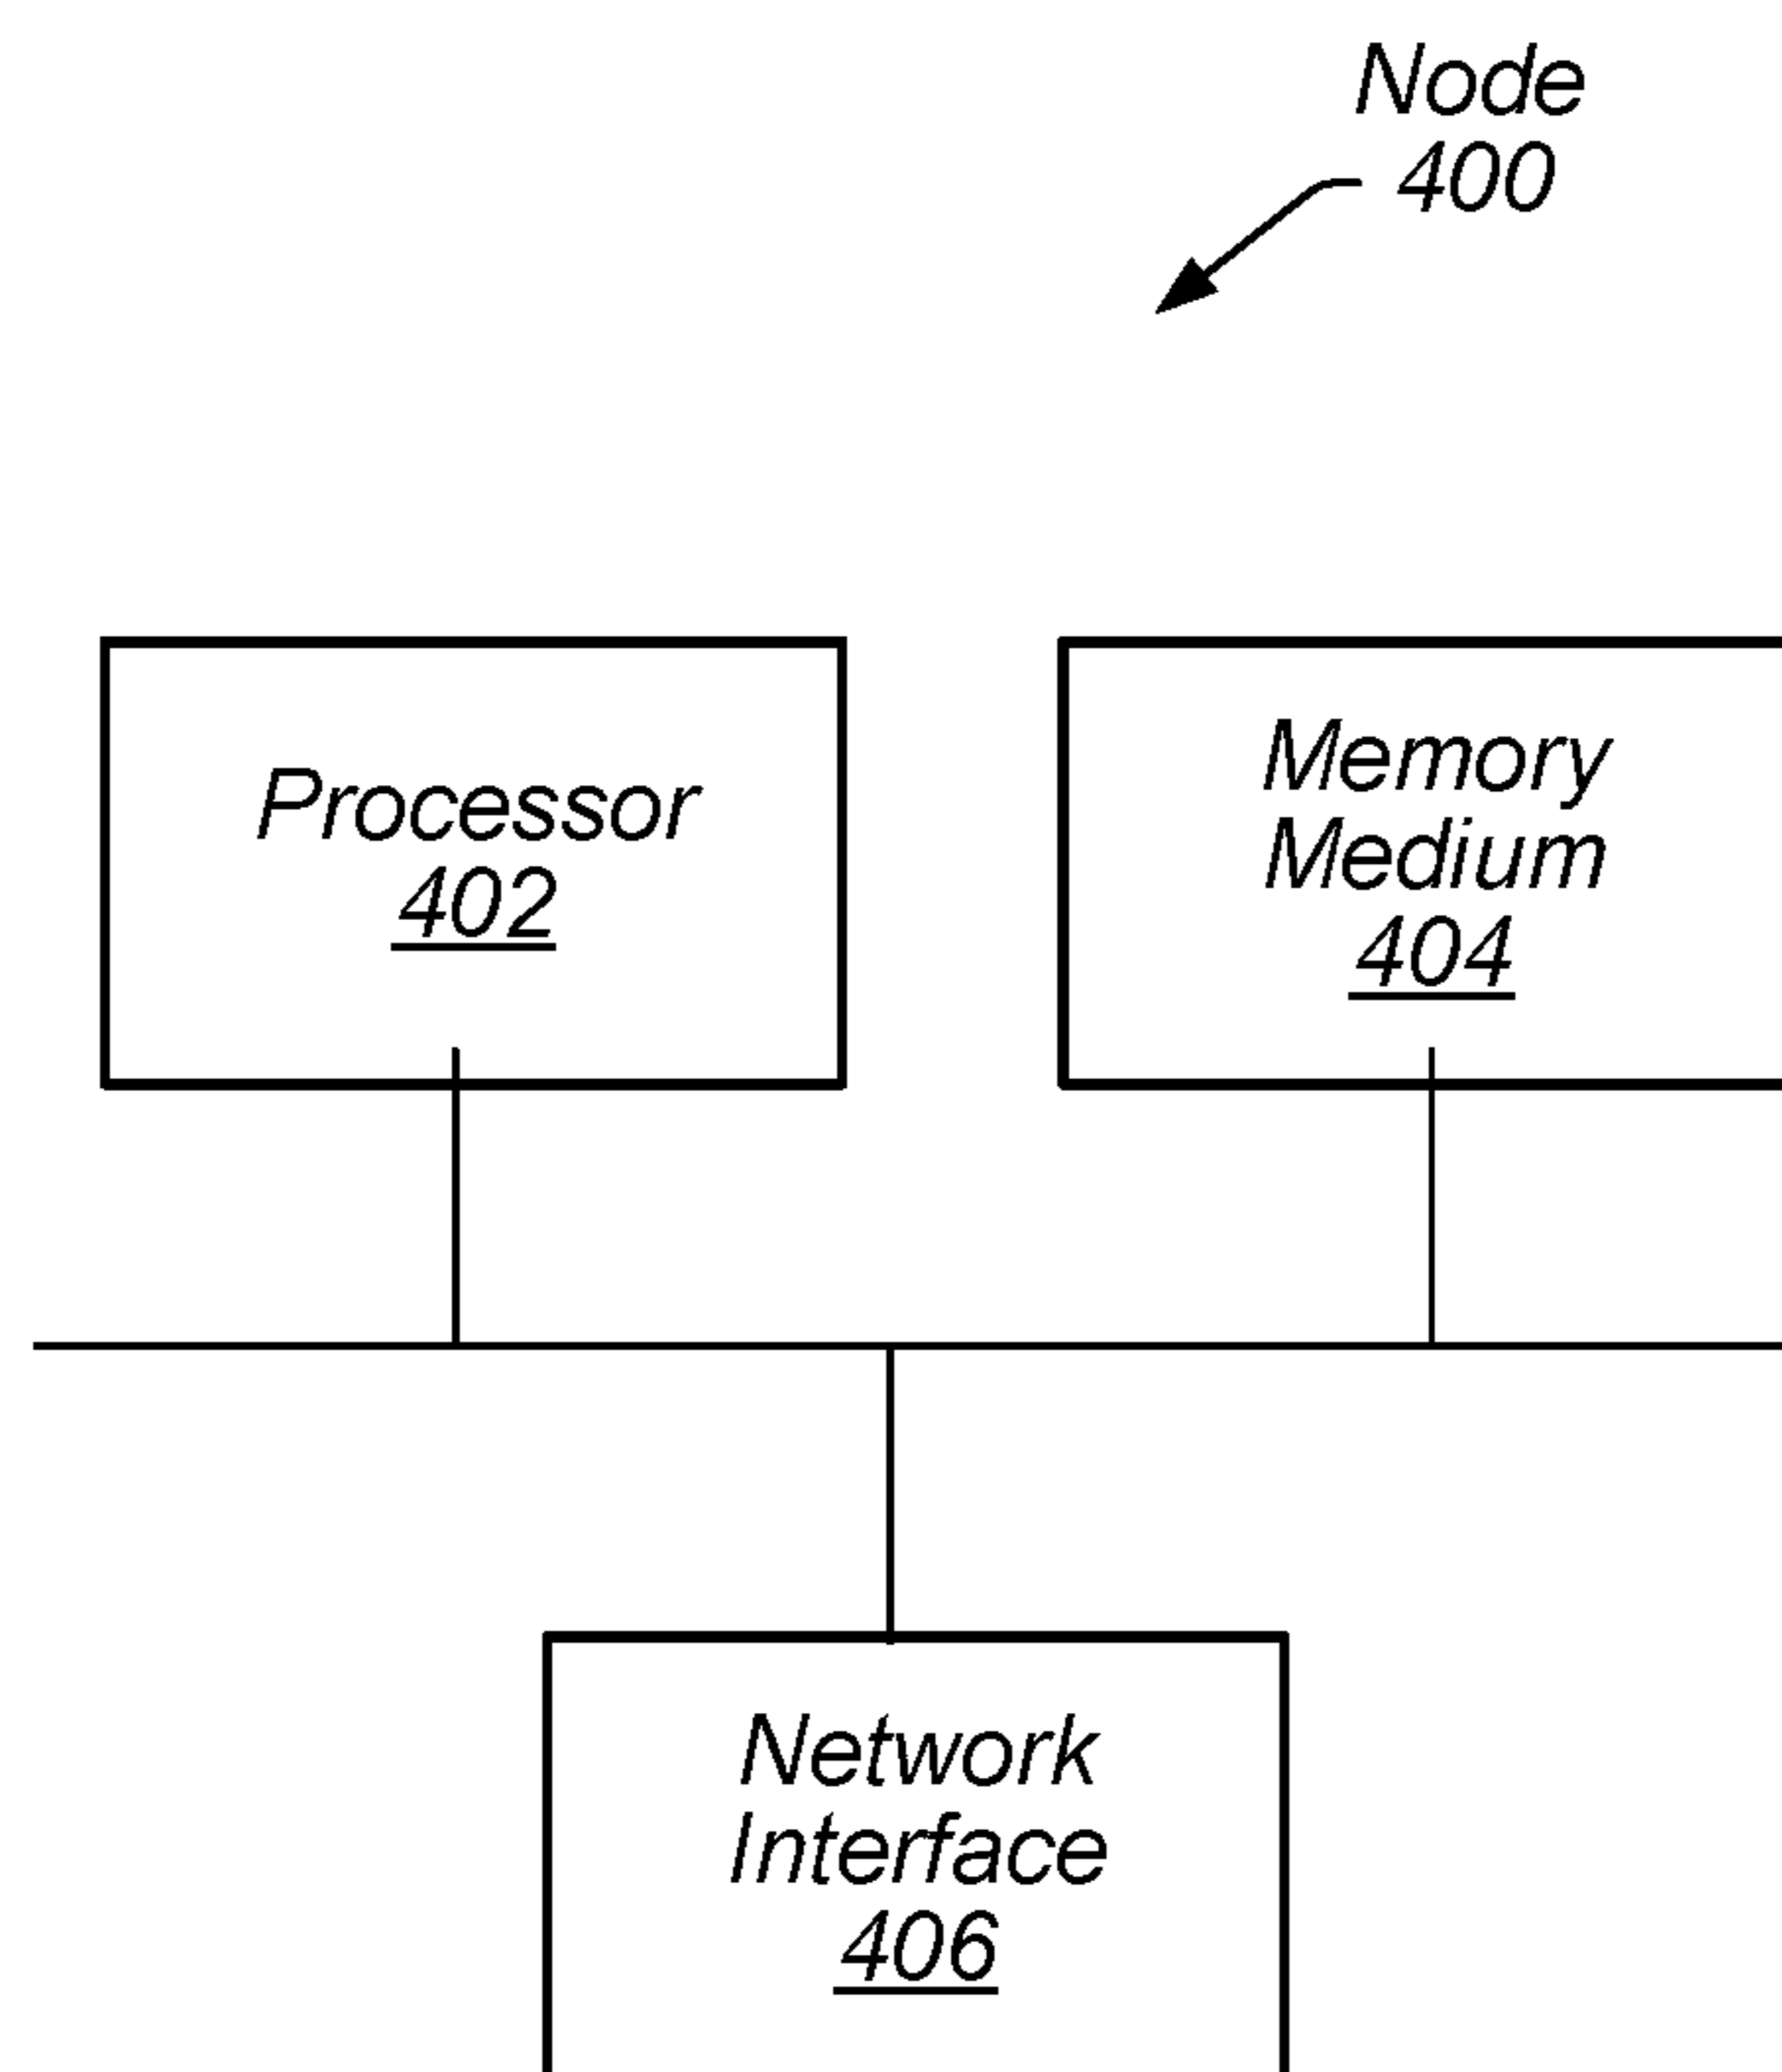 Node
400
Processor
402
Memory
Medium
404
Network
Interface
406